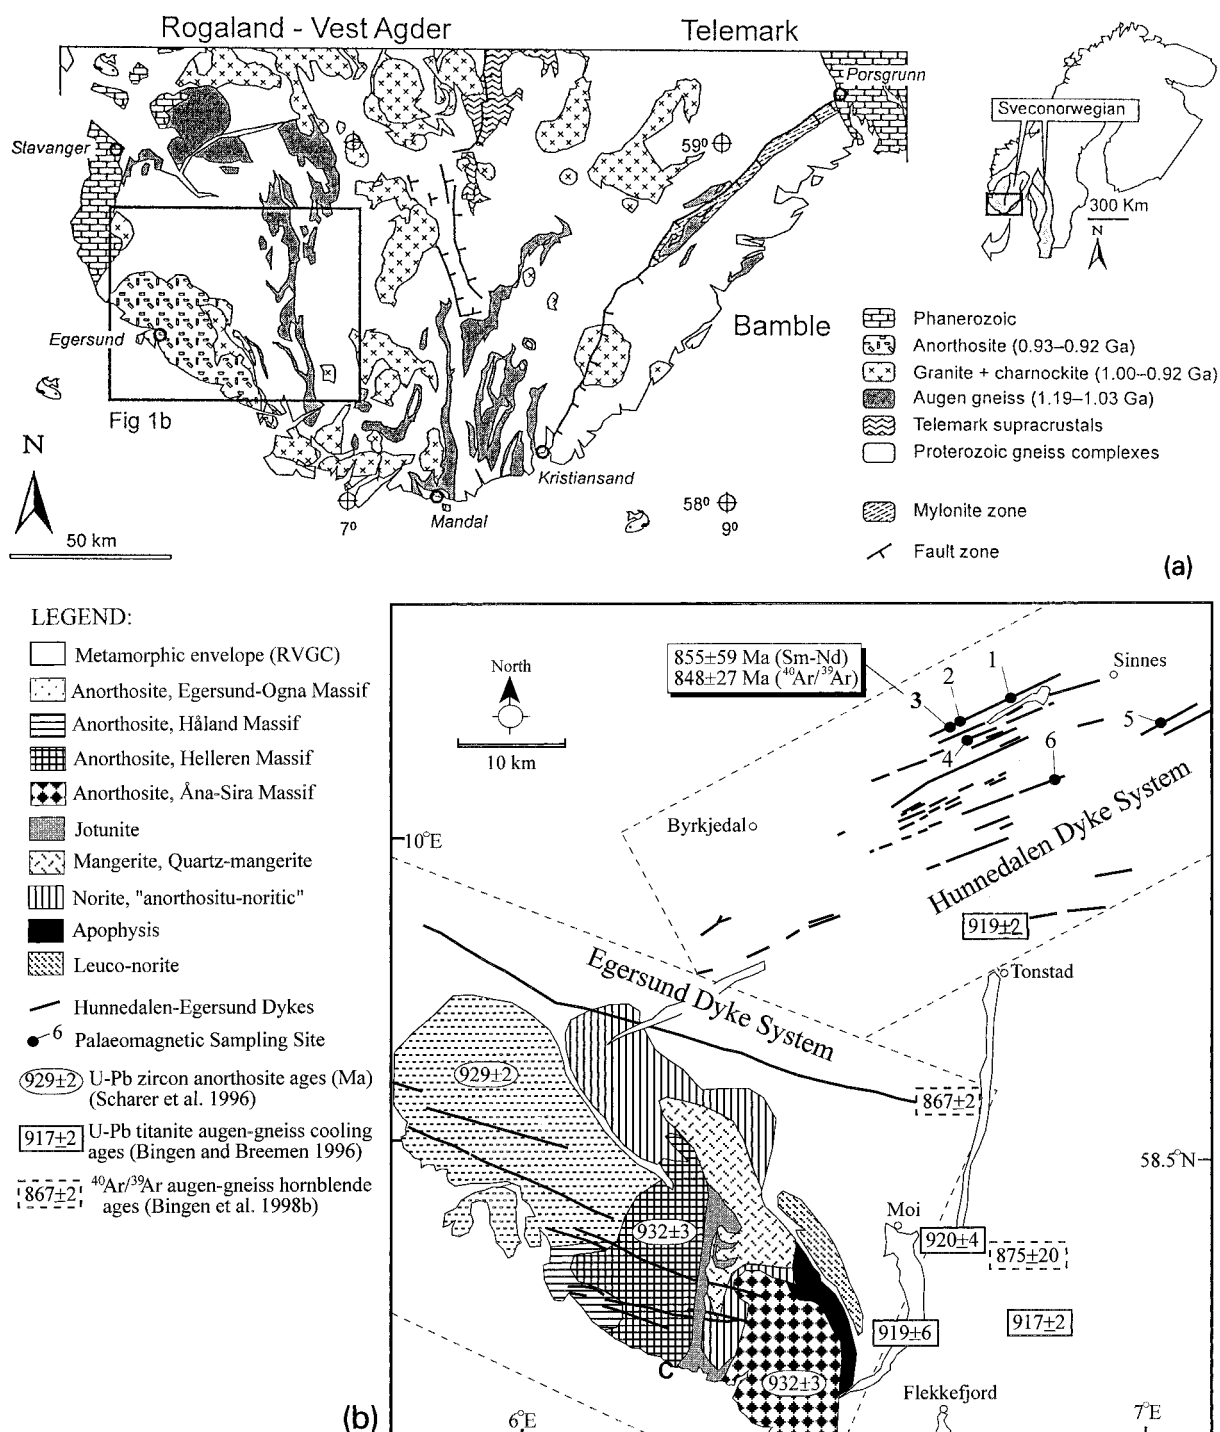 Rogaland - Vest Agder
Telemark
Porsgrunn
Stavanger
59⁰
Sveconorwegian
300 Km
N
Egersund
Bamble
Fig 1b
N
50 km
7⁰
Mandal
Kristiansand
58⁰
9⁰
Phanerozoic
Anorthosite (0.93–0.92 Ga)
Granite + charnockite (1.00–0.92 Ga)
Augen gneiss (1.19–1.03 Ga)
Telemark supracrustals
Proterozoic gneiss complexes
Mylonite zone
Fault zone
(a)
LEGEND:
Metamorphic envelope (RVGC)
Anorthosite, Egersund-Ogna Massif
Anorthosite, Håland Massif
Anorthosite, Helleren Massif
Anorthosite, Åna-Sira Massif
Jotunite
Mangerite, Quartz-mangerite
Norite, "anorthositu-noritic"
Apophysis
Leuco-norite
Hunnedalen-Egersund Dykes
6 Palaeomagnetic Sampling Site
929±2 U-Pb zircon anorthosite ages (Ma)
(Scharer et al. 1996)
917±2 U-Pb titanite augen-gneiss cooling
ages (Bingen and Breemen 1996)
867±2 ⁴⁰Ar/³⁹Ar augen-gneiss hornblende
ages (Bingen et al. 1998b)
(b)
North
10 km
855±59 Ma (Sm-Nd)
848±27 Ma (⁴⁰Ar/³⁹Ar)
1
2
3
4
5
6
Sinnes
Byrkjedal
10°E
Hunnedalen Dyke System
919±2
Tonstad
Egersund Dyke System
929±2
867±2
58.5°N
Moi
932±3
920±4
875±20
919±6
917±2
C
932±3
Flekkefjord
6°E
7°E